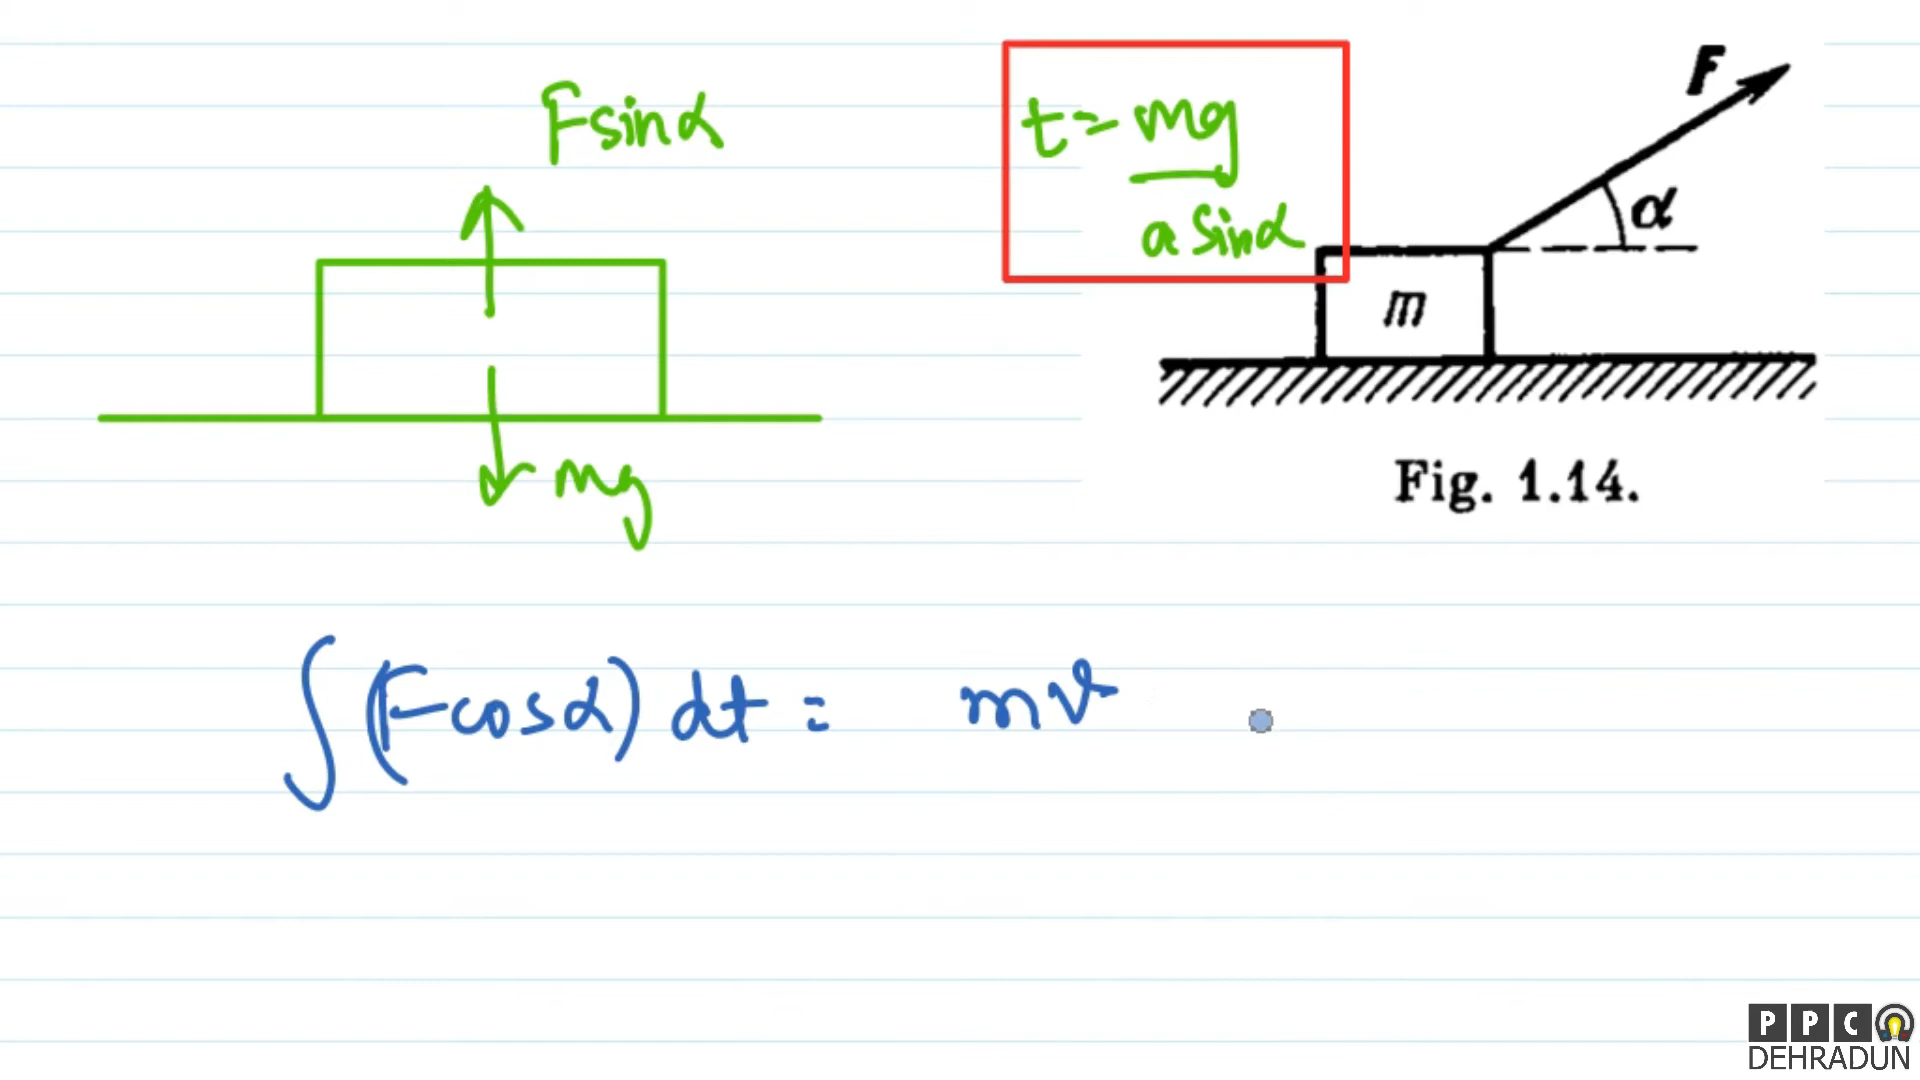 Fsinα
t = mg
a sinα
F
α
m
mg
Fig. 1.14.
∫(Fcosα) dt = mv
PPC
DEHRADUN